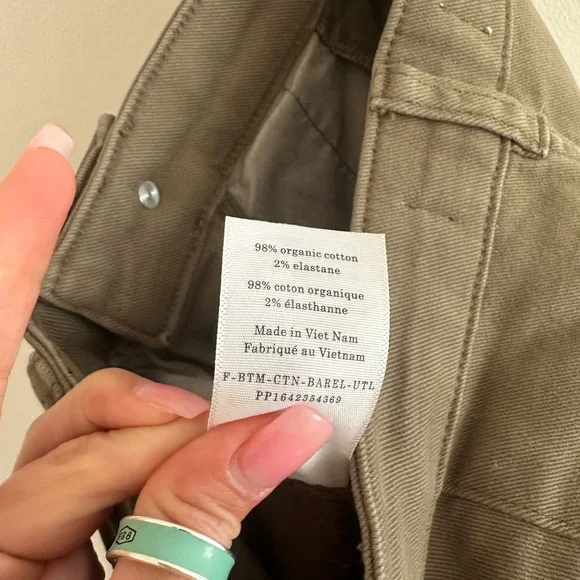 98% organic cotton
2% elastane
98% coton organique
2% élasthanne
Made in Viet Nam
Fabriqué au Vietnam
F-BTM-CTN-BAREL-UTL
PP1642354369